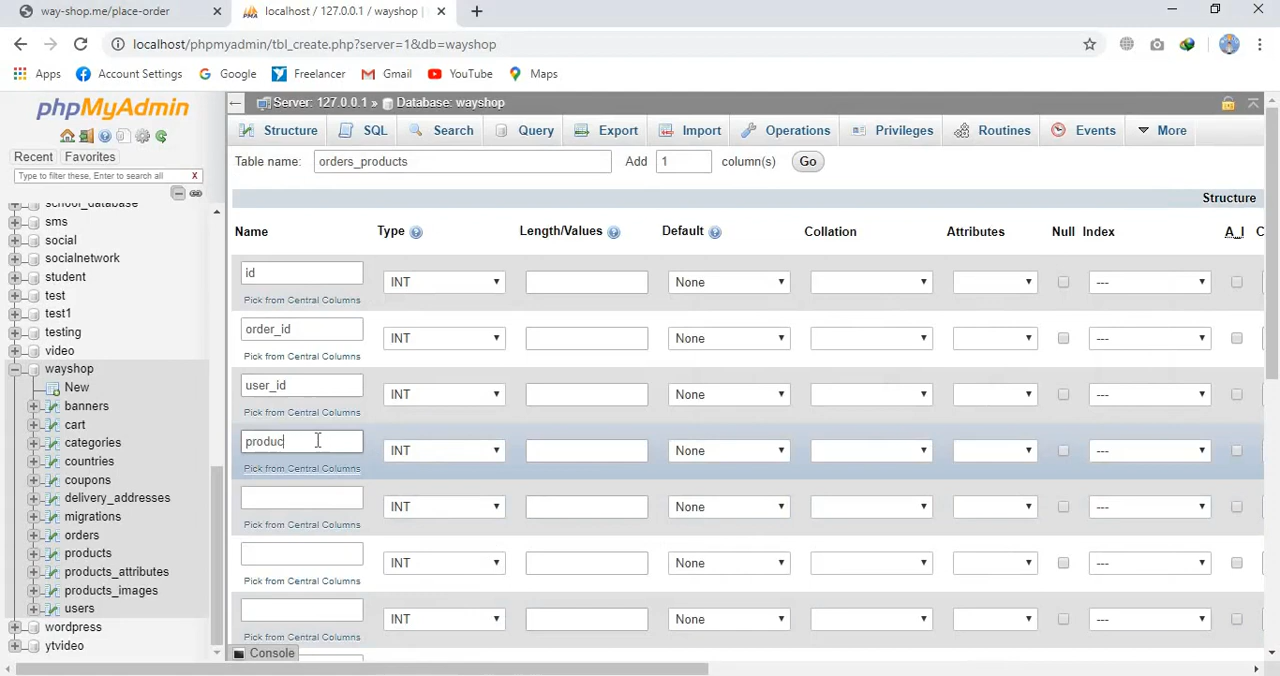 way-shop.me/place-order
localhost / 127.0.0.1 / wayshop |
localhost/phpmyadmin/tbl_create.php?server=1&db=wayshop
Apps Account Settings Google Freelancer Gmail YouTube Maps
phpMyAdmin
Server: 127.0.0.1 » Database: wayshop
Structure SQL Search Query Export Import Operations Privileges Routines Events More
Recent Favorites
Type to filter these, Enter to search all X
Table name: orders_products Add 1 column(s) Go
Structure
Name Type Length/Values Default Collation Attributes Null Index A_I C
id INT None ---
Pick from Central Columns
order_id INT None ---
Pick from Central Columns
user_id INT None ---
Pick from Central Columns
produc INT None ---
Pick from Central Columns
INT None ---
Pick from Central Columns
INT None ---
Pick from Central Columns
INT None ---
Pick from Central Columns
school_database
sms
social
socialnetwork
student
test
test1
testing
video
wayshop
New
banners
cart
categories
countries
coupons
delivery_addresses
migrations
orders
products
products_attributes
products_images
users
wordpress
ytvideo
Console